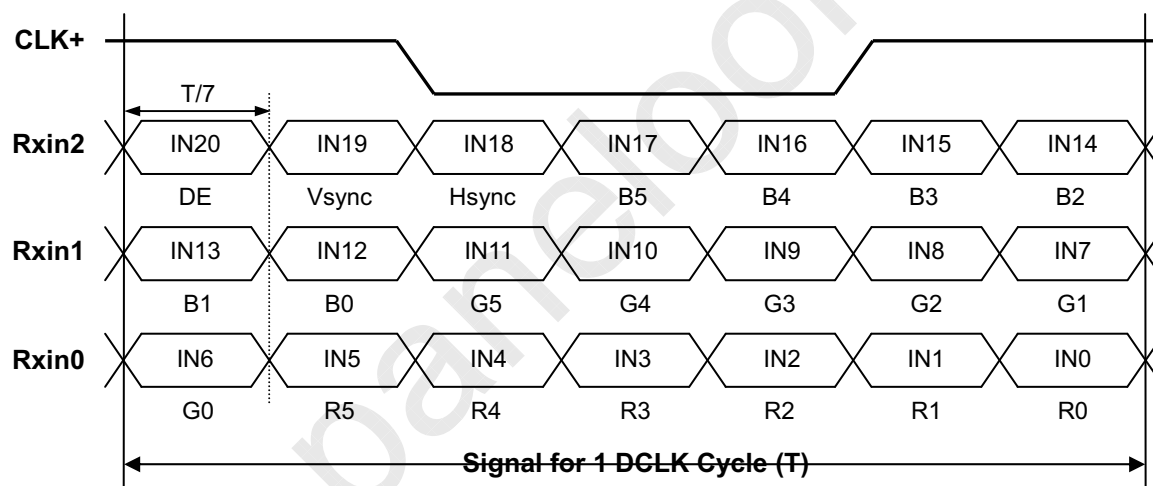 CLK+
T/7
Rxin2 IN20 IN19 IN18 IN17 IN16 IN15 IN14
DE Vsync Hsync B5 B4 B3 B2
Rxin1 IN13 IN12 IN11 IN10 IN9 IN8 IN7
B1 B0 G5 G4 G3 G2 G1
Rxin0 IN6 IN5 IN4 IN3 IN2 IN1 IN0
G0 R5 R4 R3 R2 R1 R0
Signal for 1 DCLK Cycle (T)
panelook